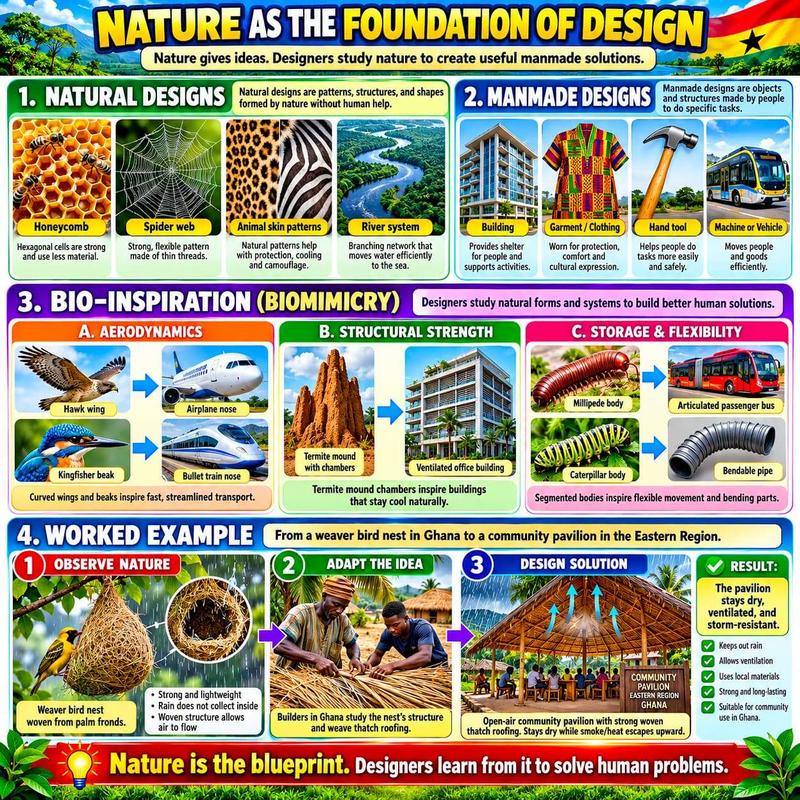 NATURE AS THE FOUNDATION OF DESIGN
Nature gives ideas. Designers study nature to create useful manmade solutions.
1. NATURAL DESIGNS
Natural designs are patterns, structures, and shapes
formed by nature without human help.
Honeycomb
Hexagonal cells are strong
and use less material.
Spider web
Strong, flexible pattern
made of thin threads.
Animal skin patterns
Natural patterns help
with protection, cooling
and camouflage.
River system
Branching network that
moves water efficiently
to the sea.
2. MANMADE DESIGNS
Manmade designs are objects
and structures made by people
to do specific tasks.
Building
Provides shelter
for people and
supports activities.
Garment / Clothing
Worn for protection,
comfort and
cultural expression.
Hand tool
Helps people do
tasks more easily
and safely.
Machine or Vehicle
Moves people
and goods
efficiently.
3. BIO-INSPIRATION (BIOMIMICRY)
Designers study natural forms and systems to build better human solutions.
A. AERODYNAMICS
Hawk wing
Airplane nose
Kingfisher beak
Bullet train nose
Curved wings and beaks inspire fast, streamlined transport.
B. STRUCTURAL STRENGTH
Termite mound
with chambers
Ventilated office building
Termite mound chambers inspire buildings
that stay cool naturally.
C. STORAGE & FLEXIBILITY
Millipede body
Articulated passenger bus
Caterpillar body
Bendable pipe
Segmented bodies inspire flexible movement and bending parts.
4. WORKED EXAMPLE
From a weaver bird nest in Ghana to a community pavilion in the Eastern Region.
1 OBSERVE NATURE
Weaver bird nest
woven from palm fronds.
• Strong and lightweight
• Rain does not collect inside
• Woven structure allows
air to flow
2 ADAPT THE IDEA
Builders in Ghana study the nest's structure
and weave thatch roofing.
3 DESIGN SOLUTION
COMMUNITY
PAVILION
EASTERN REGION
GHANA
Open-air community pavilion with strong woven
thatch roofing. Stays dry while smoke/heat escapes upward.
RESULT:
The pavilion
stays dry,
ventilated, and
storm-resistant.
Keeps out rain
Allows ventilation
Uses local materials
Strong and long-lasting
Suitable for community
use in Ghana.
Nature is the blueprint. Designers learn from it to solve human problems.